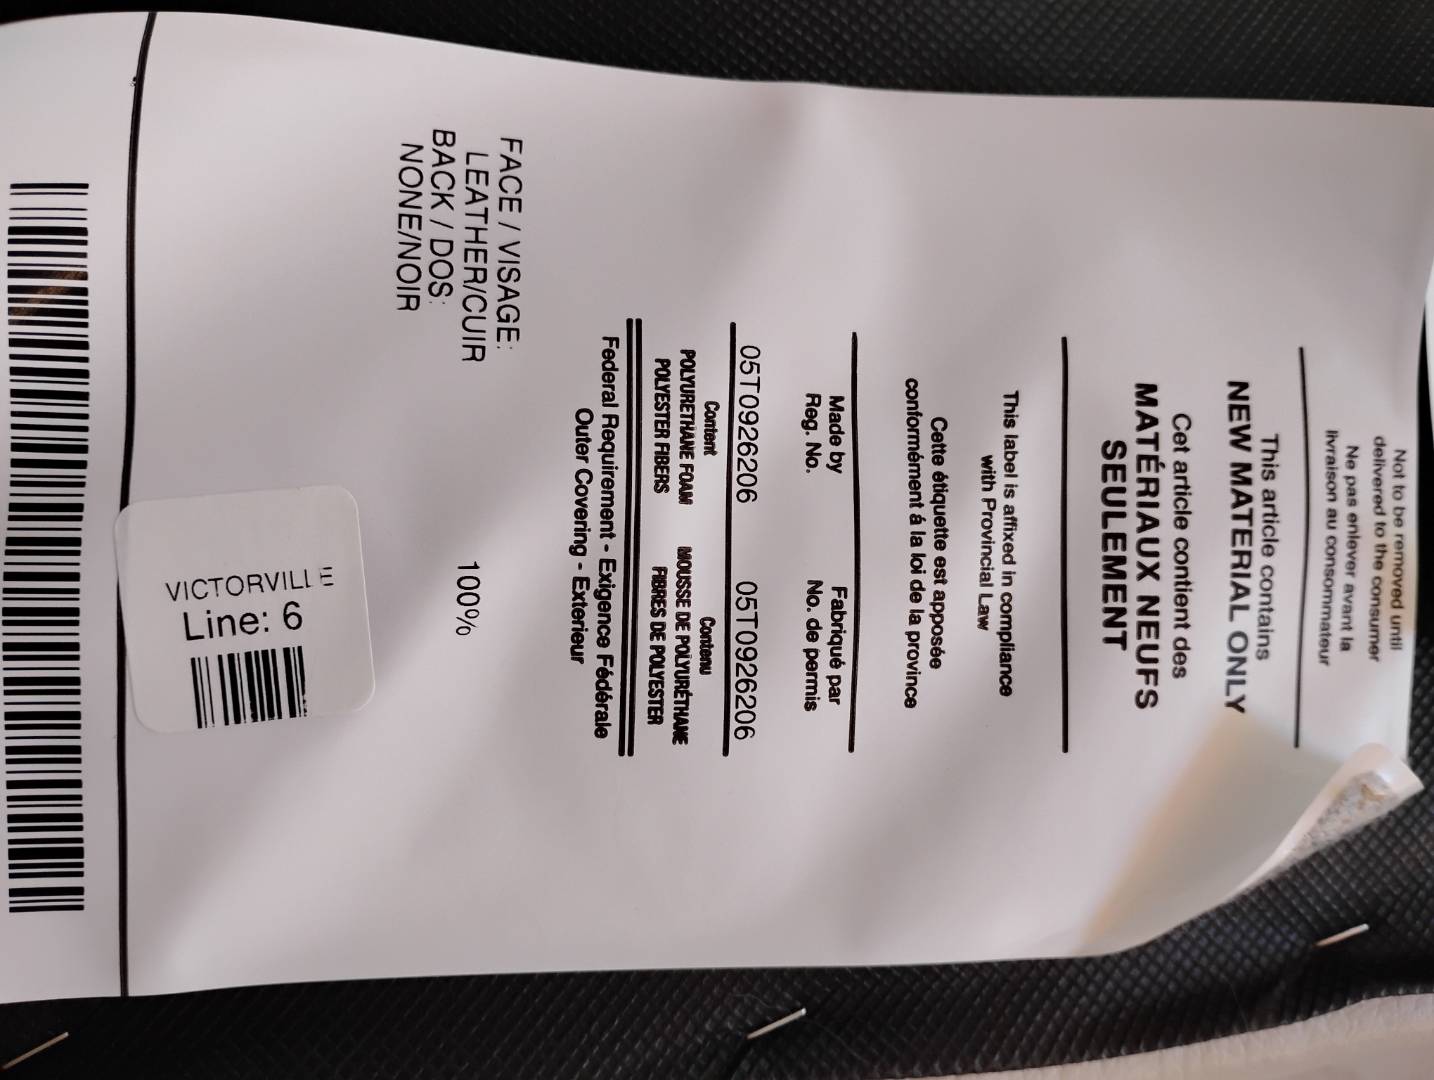 Not to be removed until
delivered to the consumer
Ne pas enlever avant la
livraison au consommateur
This article contains
NEW MATERIAL ONLY
Cet article contient des
MATÉRIAUX NEUFS
SEULEMENT
This label is affixed in compliance
with Provincial Law
Cette étiquette est apposée
conformément á la loi de la province
Made by Fabriqué par
Reg. No. No. de permis
05T0926206 05T0926206
Content Contenu
POLYURETHANE FOAM MOUSSE DE POLYURÉTHANE
POLYESTER FIBERS FIBRES DE POLYESTER
Federal Requirement - Exigence Fédérale
Outer Covering - Exterieur
FACE / VISAGE:
LEATHER/CUIR 100%
BACK / DOS:
NONE/NOIR
VICTORVILLE
Line: 6